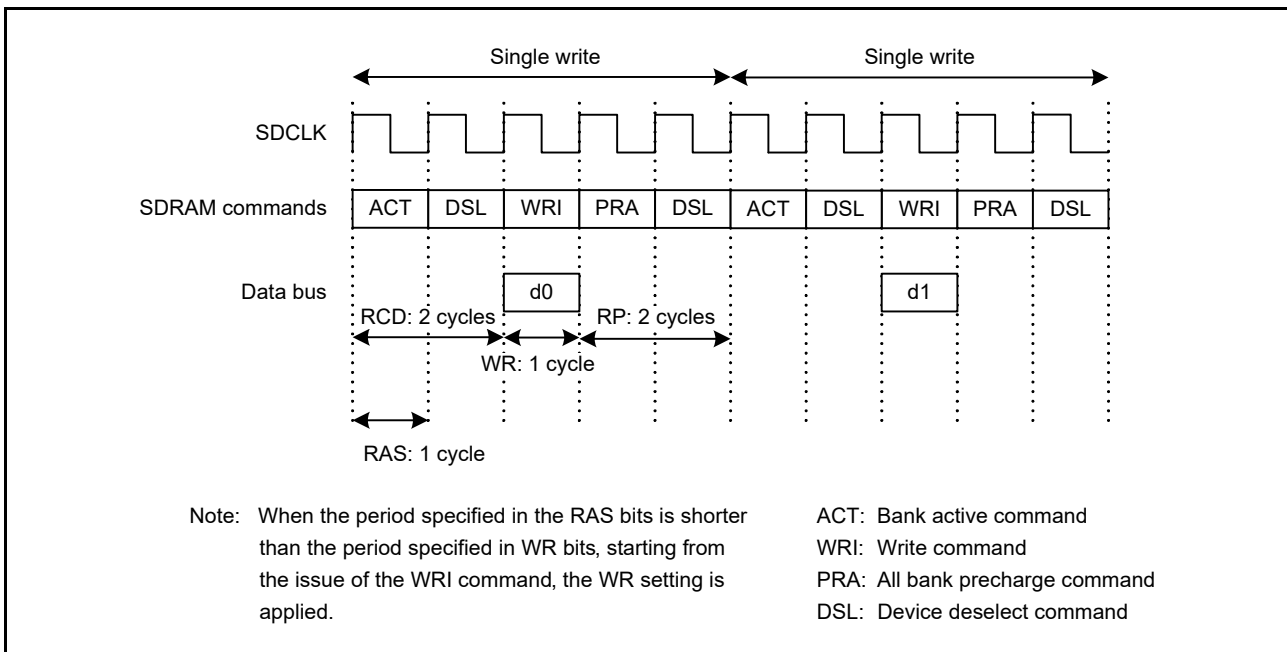 Single write Single write
SDCLK
SDRAM commands ACT DSL WRI PRA DSL ACT DSL WRI PRA DSL
Data bus d0 d1
RCD: 2 cycles RP: 2 cycles
WR: 1 cycle
RAS: 1 cycle
Note: When the period specified in the RAS bits is shorter
than the period specified in WR bits, starting from
the issue of the WRI command, the WR setting is
applied.
ACT: Bank active command
WRI: Write command
PRA: All bank precharge command
DSL: Device deselect command